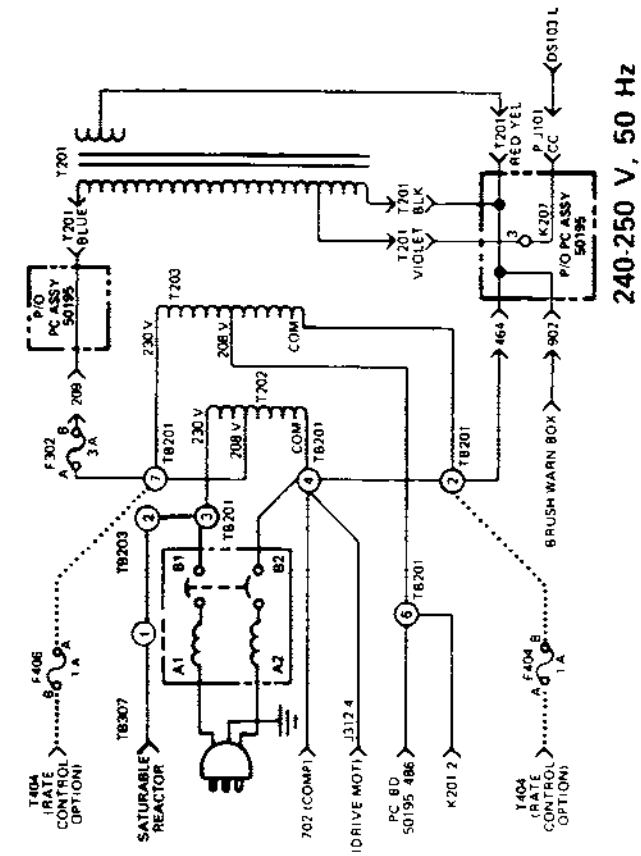 T201
T201
BLUE
P/O
PC ASSY
50195
209
F302
A
B
3 A
T203
230 V
208 V
COM
T202
230 V
208 V
COM
T201
VIOLET
T201
BLK
T201
RED YEL
P J101
CC
DS103 L
3
K207
P/O PC ASSY
50195
464
902
BRUSH WARN BOX
240-250 V, 50 Hz
7
TB201
2
TB203
3
TB201
4
TB201
2
TB201
6
TB201
1
TB307
SATURABLE
REACTOR
A1
B1
A2
B2
F406
B
A
1 A
T404
(RATE
CONTROL
OPTION)
702 (COMP)
J312 4
(DRIVE MOT)
PC BD
50195 486
K201 2
F404
A
B
1 A
T404
(RATE
CONTROL
OPTION)